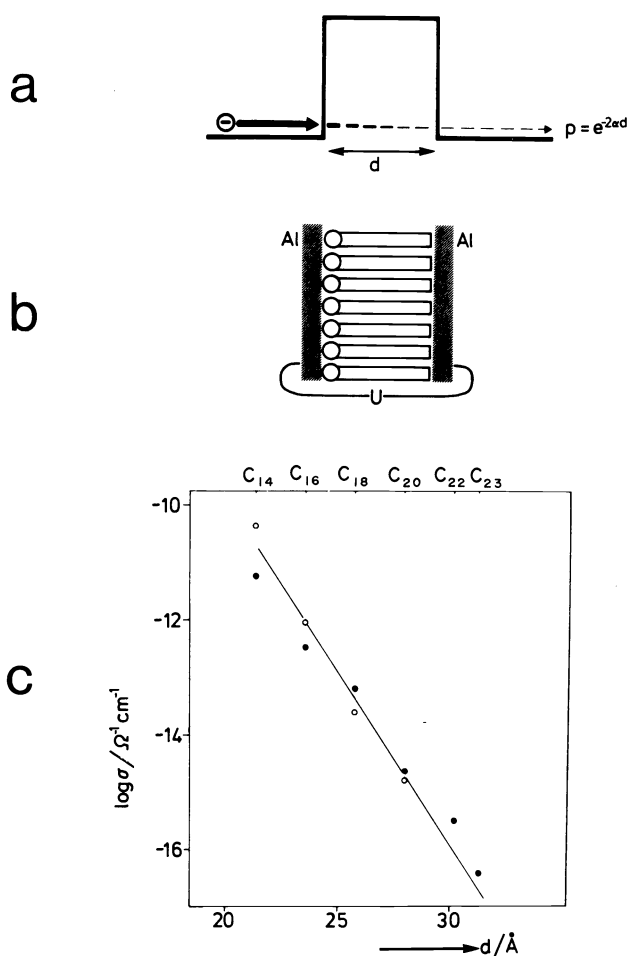 a
⊖
p = e^{-2αd}
d
b
Al Al
U
c
C₁₄ C₁₆ C₁₈ C₂₀ C₂₂ C₂₃
-10
-12
-14
-16
log σ / Ω⁻¹ cm⁻¹
20 25 30
d/Å